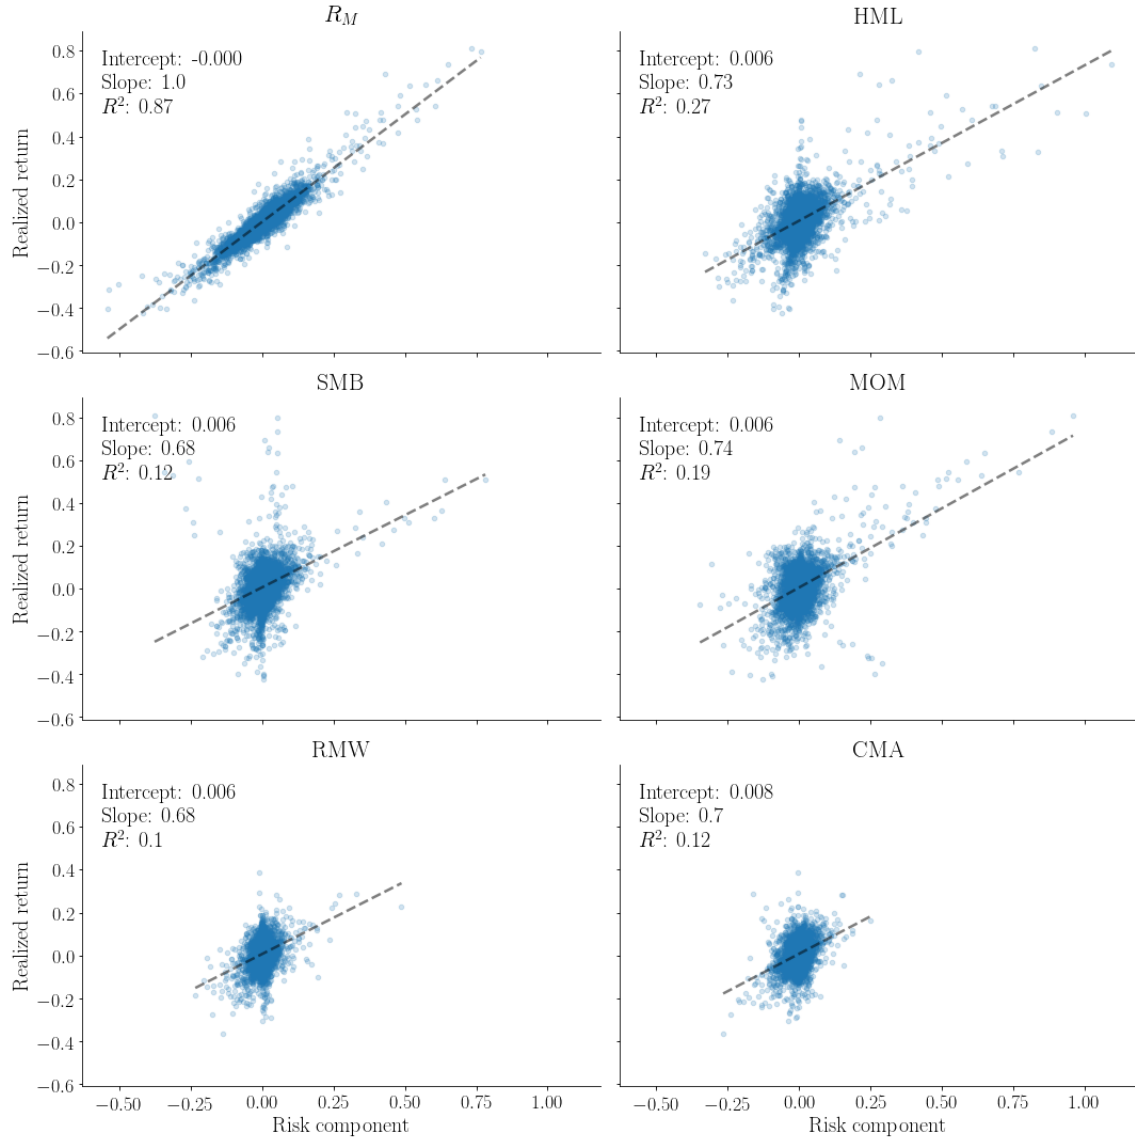 R_M
HML
Intercept: -0.000
Slope: 1.0
R²: 0.87
Intercept: 0.006
Slope: 0.73
R²: 0.27
0.8
0.6
0.4
0.2
0.0
−0.2
−0.4
−0.6
Realized return
SMB
MOM
Intercept: 0.006
Slope: 0.68
R²: 0.12
Intercept: 0.006
Slope: 0.74
R²: 0.19
0.8
0.6
0.4
0.2
0.0
−0.2
−0.4
−0.6
Realized return
RMW
CMA
Intercept: 0.006
Slope: 0.68
R²: 0.1
Intercept: 0.008
Slope: 0.7
R²: 0.12
0.8
0.6
0.4
0.2
0.0
−0.2
−0.4
−0.6
Realized return
−0.50 −0.25 0.00 0.25 0.50 0.75 1.00
−0.50 −0.25 0.00 0.25 0.50 0.75 1.00
Risk component
Risk component